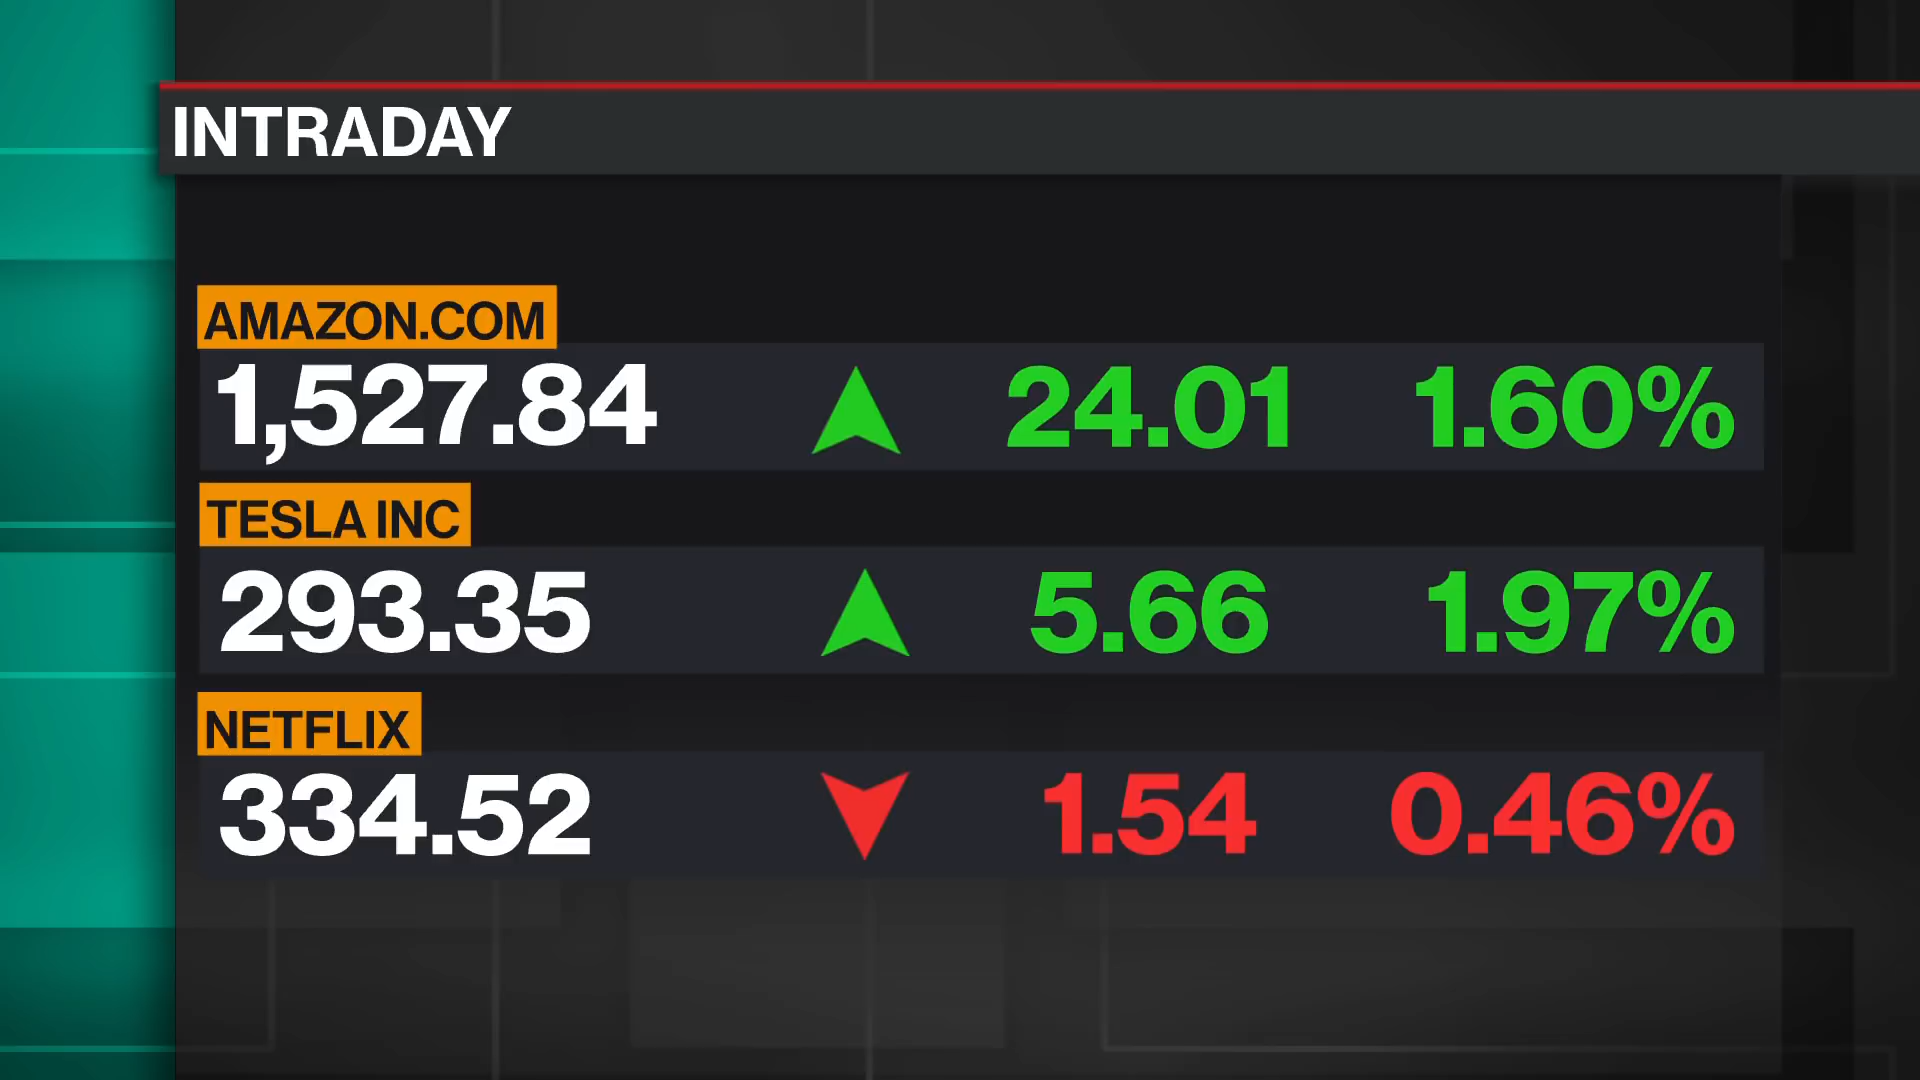 INTRADAY
AMAZON.COM
1,527.84 24.01 1.60%
TESLA INC
293.35 5.66 1.97%
NETFLIX
334.52 1.54 0.46%